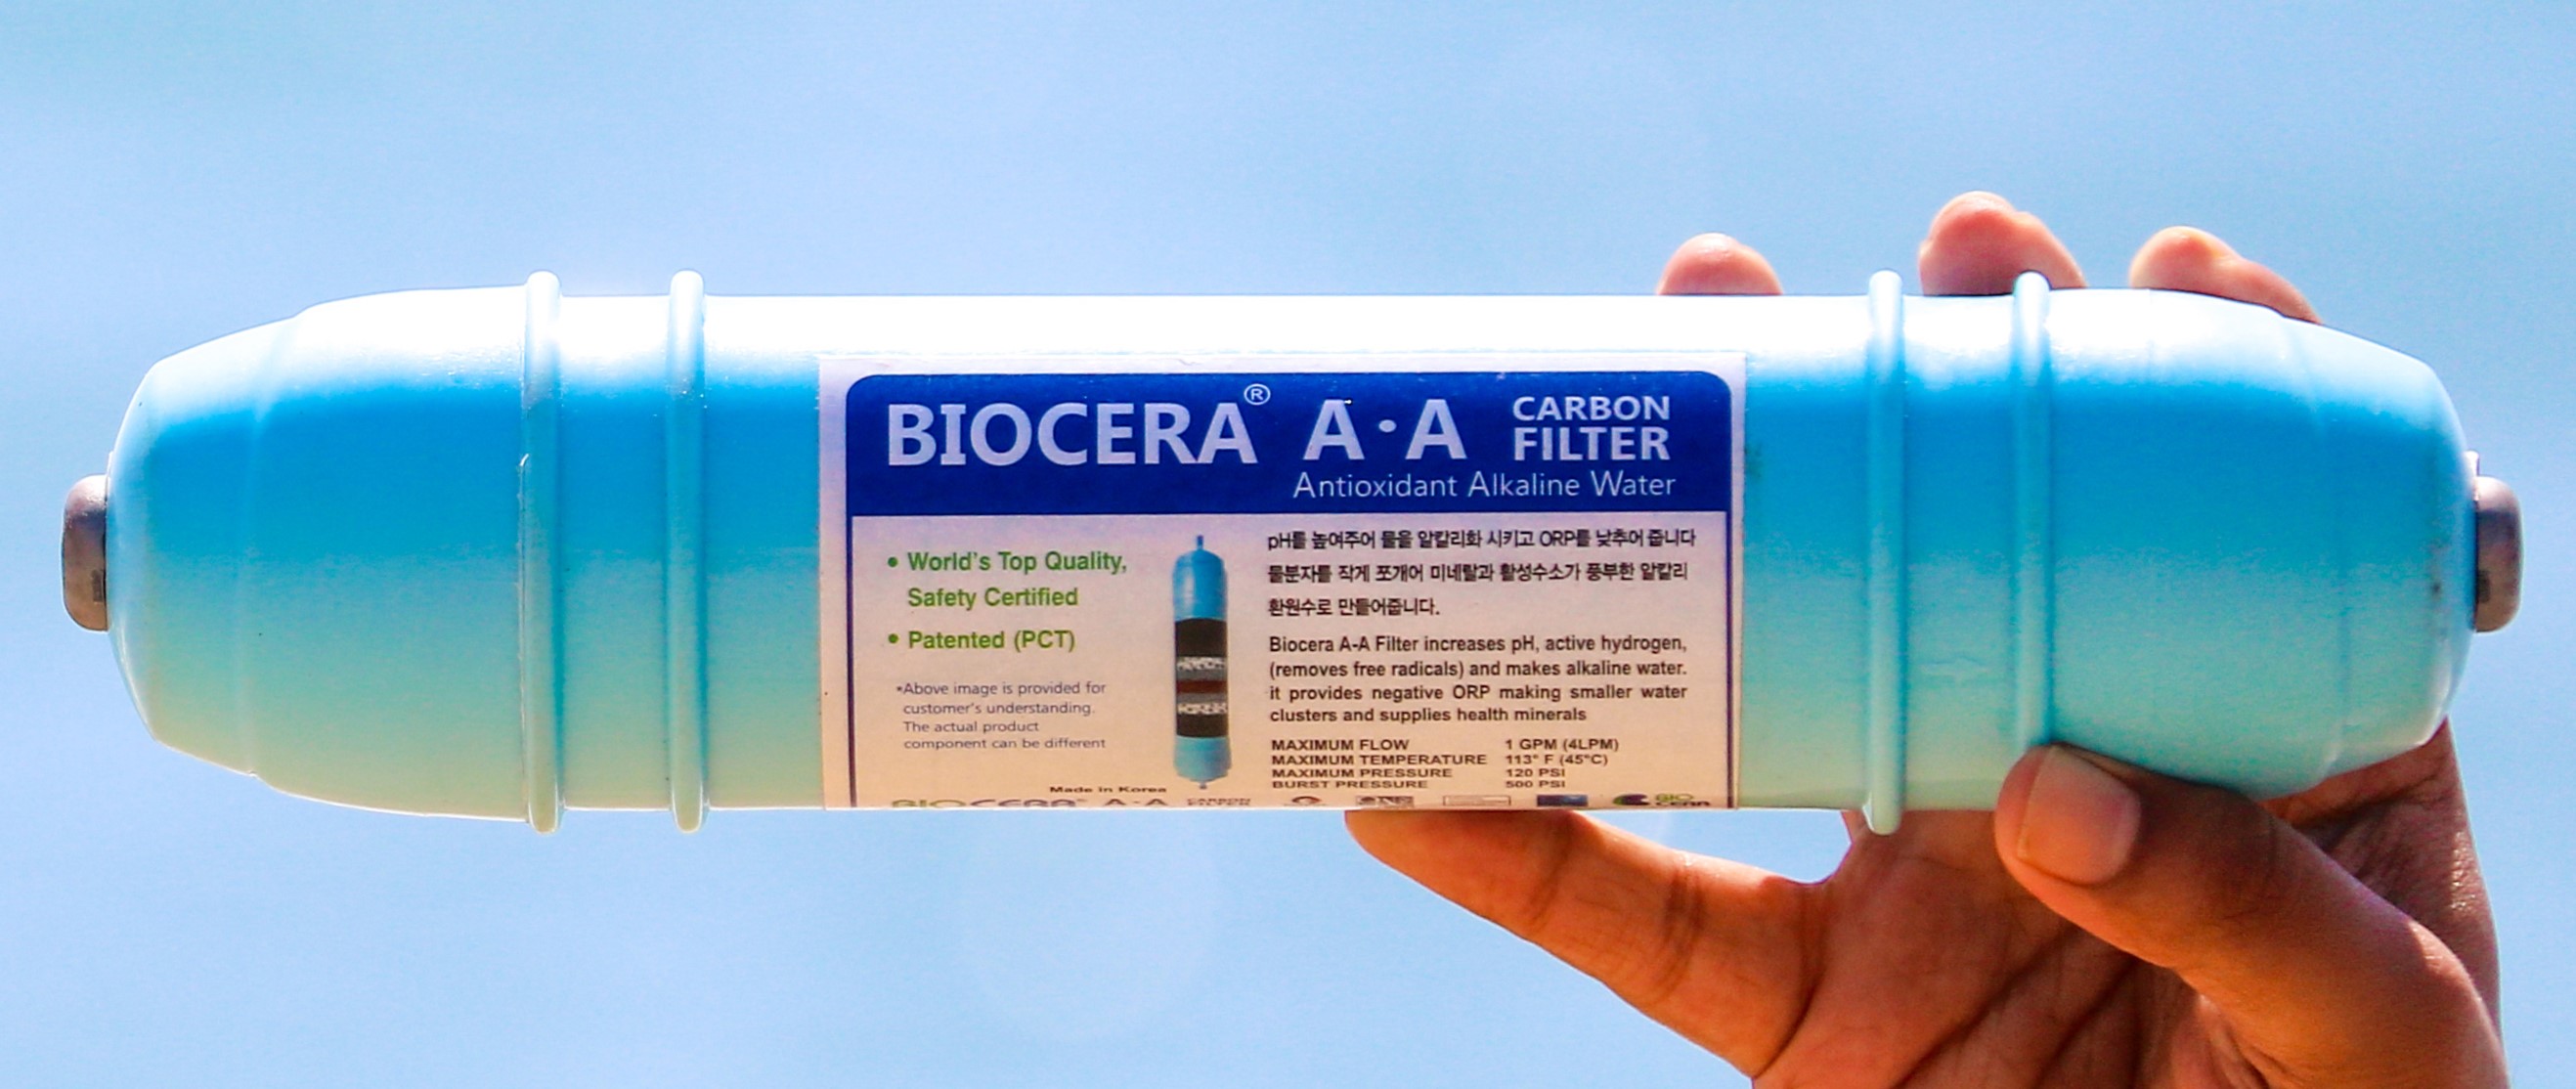 BIOCERA® A·A CARBON FILTER
Antioxidant Alkaline Water
• World's Top Quality,
Safety Certified
• Patented (PCT)
*Above image is provided for
customer's understanding.
The actual product
component can be different
Made in Korea
pH를 높여주어 물을 알칼리화 시키고 ORP를 낮추어 줍니다
물분자를 작게 쪼개어 미네랄과 활성수소가 풍부한 알칼리
환원수로 만들어줍니다.
Biocera A-A Filter increases pH, active hydrogen,
(removes free radicals) and makes alkaline water.
it provides negative ORP making smaller water
clusters and supplies health minerals
MAXIMUM FLOW 1 GPM (4LPM)
MAXIMUM TEMPERATURE 113° F (45°C)
MAXIMUM PRESSURE 120 PSI
BURST PRESSURE 500 PSI
BIOCERA® A·A CARBON FILTER
BIO CERA